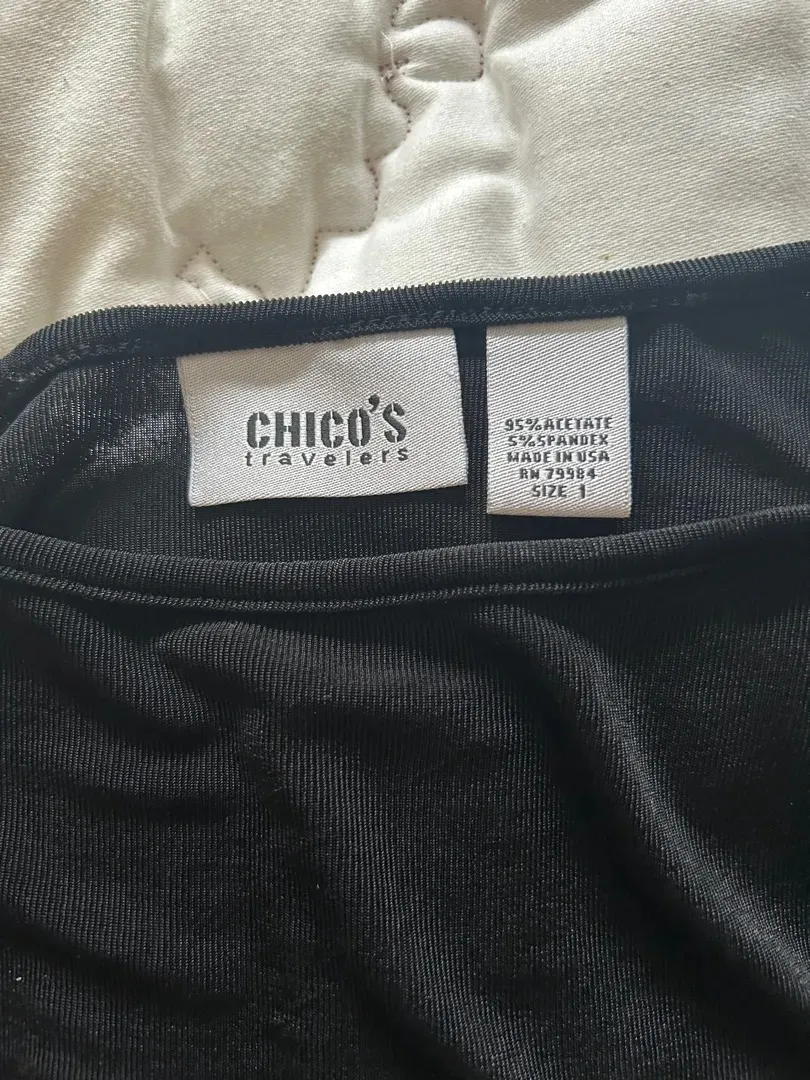 CHICO'S
travelers
95% ACETATE
5% SPANDEX
MADE IN USA
RN 79984
SIZE 1